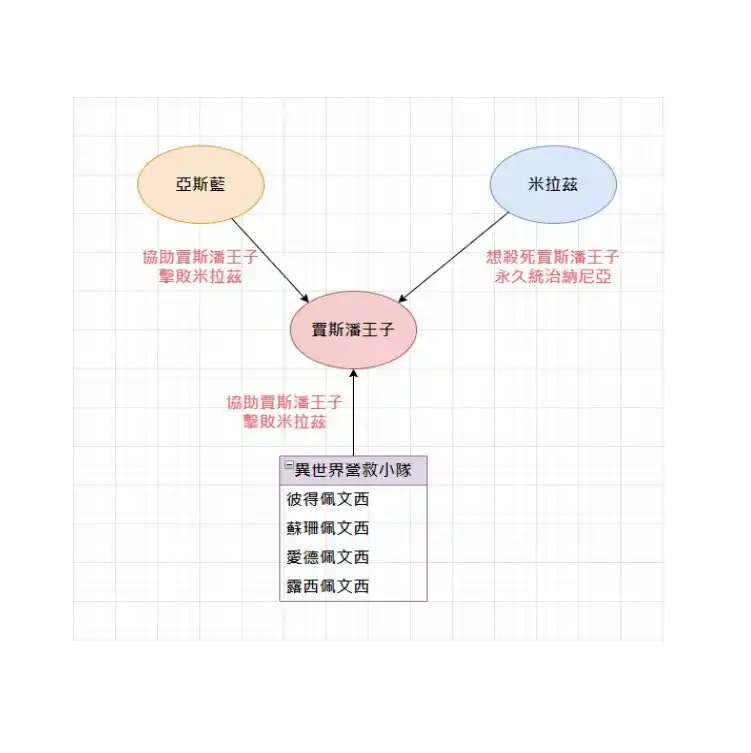 亞斯藍
米拉茲
協助賈斯潘王子
擊敗米拉茲
想殺死賈斯潘王子
永久統治納尼亞
賈斯潘王子
協助賈斯潘王子
擊敗米拉茲
異世界營救小隊
彼得佩文西
蘇珊佩文西
愛德佩文西
露西佩文西